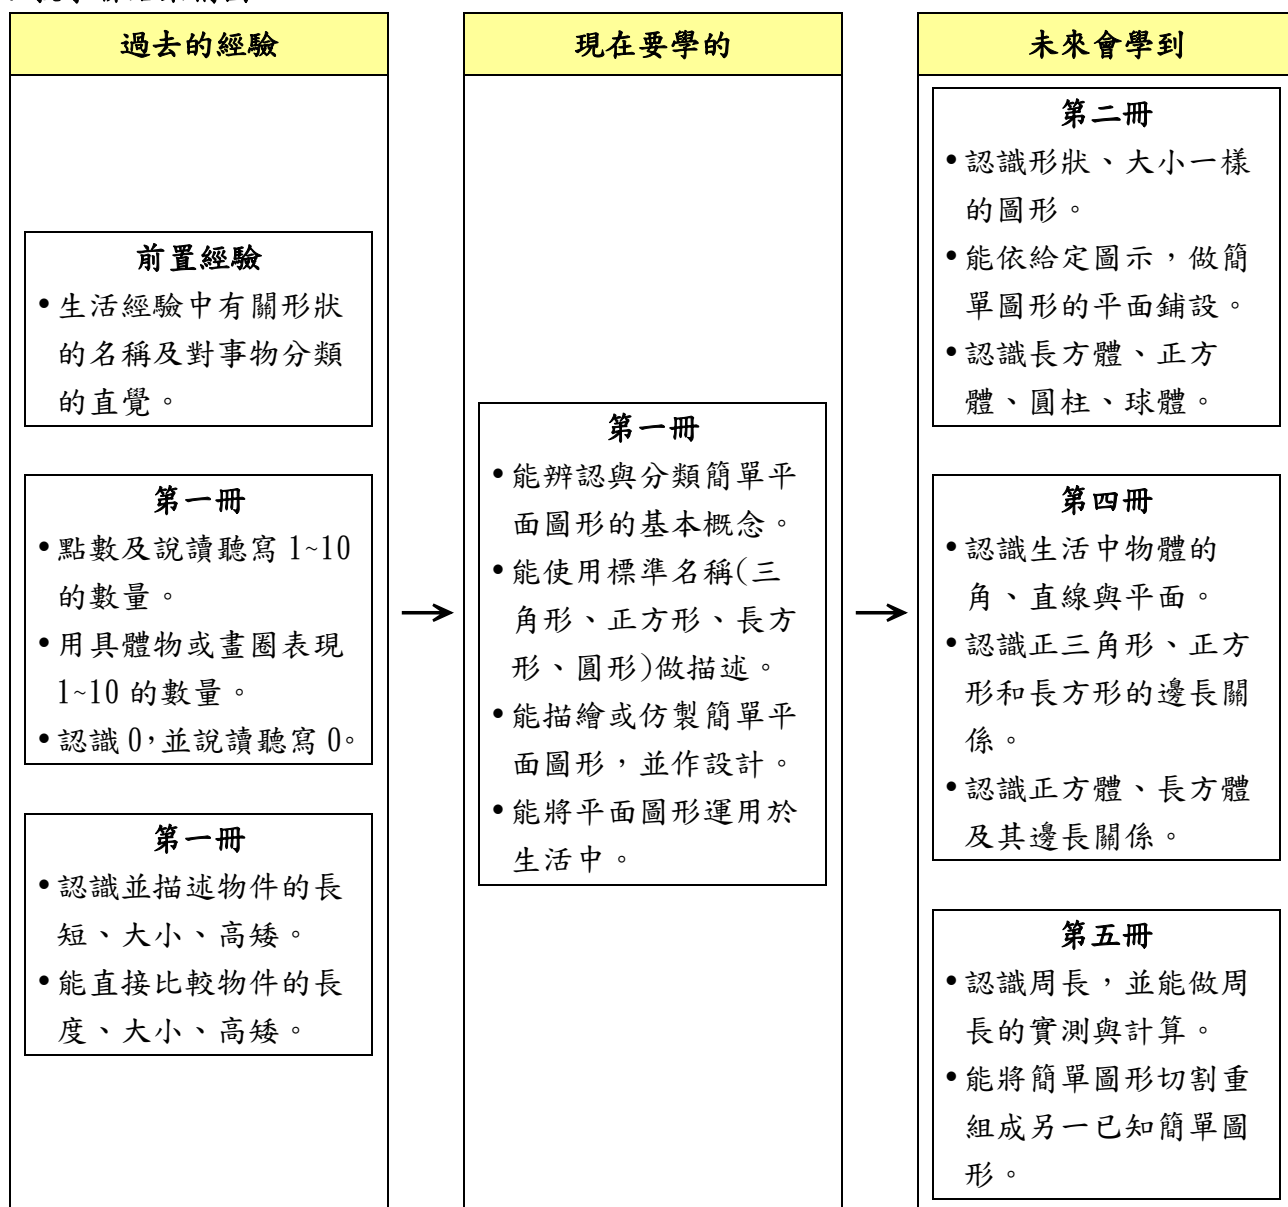 過去的經驗
前置經驗
•生活經驗中有關形狀
的名稱及對事物分類
的直覺。
第一冊
•點數及說讀聽寫 1~10
的數量。
•用具體物或畫圈表現
1~10 的數量。
•認識 0，並說讀聽寫 0。
第一冊
•認識並描述物件的長
短、大小、高矮。
•能直接比較物件的長
度、大小、高矮。
現在要學的
第一冊
•能辨認與分類簡單平
面圖形的基本概念。
•能使用標準名稱(三
角形、正方形、長方
形、圓形)做描述。
•能描繪或仿製簡單平
面圖形，並作設計。
•能將平面圖形運用於
生活中。
未來會學到
第二冊
•認識形狀、大小一樣
的圖形。
•能依給定圖示，做簡
單圖形的平面鋪設。
•認識長方體、正方
體、圓柱、球體。
第四冊
•認識生活中物體的
角、直線與平面。
•認識正三角形、正方
形和長方形的邊長關
係。
•認識正方體、長方體
及其邊長關係。
第五冊
•認識周長，並能做周
長的實測與計算。
•能將簡單圖形切割重
組成另一已知簡單圖
形。